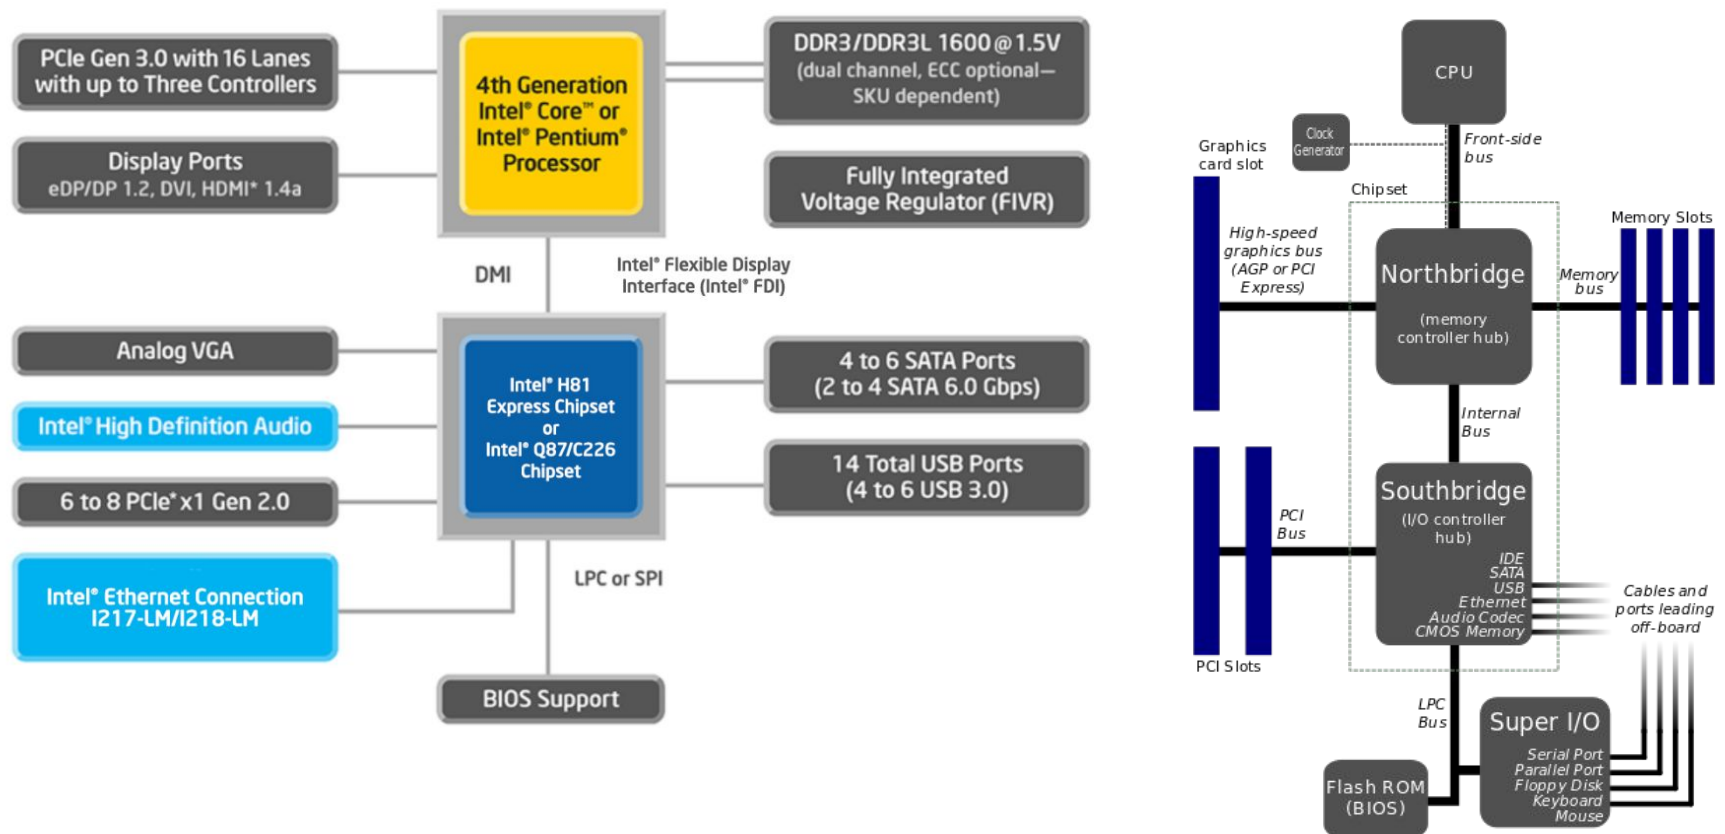 PCIe Gen 3.0 with 16 Lanes
with up to Three Controllers
Display Ports
eDP/DP 1.2, DVI, HDMI* 1.4a
4th Generation
Intel® Core™ or
Intel® Pentium®
Processor
DDR3/DDR3L 1600 @ 1.5V
(dual channel, ECC optional—
SKU dependent)
Fully Integrated
Voltage Regulator (FIVR)
DMI
Intel® Flexible Display
Interface (Intel® FDI)
Analog VGA
Intel® High Definition Audio
6 to 8 PCIe* x1 Gen 2.0
Intel® Ethernet Connection
I217-LM/I218-LM
Intel® H81
Express Chipset
or
Intel® Q87/C226
Chipset
4 to 6 SATA Ports
(2 to 4 SATA 6.0 Gbps)
14 Total USB Ports
(4 to 6 USB 3.0)
LPC or SPI
BIOS Support
CPU
Clock
Generator
Front-side
bus
Graphics
card slot
Chipset
High-speed
graphics bus
(AGP or PCI
Express)
Northbridge
(memory
controller hub)
Memory
bus
Memory Slots
Internal
Bus
Southbridge
(I/O controller
hub)
PCI
Bus
PCI Slots
IDE
SATA
USB
Ethernet
Audio Codec
CMOS Memory
Cables and
ports leading
off-board
LPC
Bus
Super I/O
Serial Port
Parallel Port
Floppy Disk
Keyboard
Mouse
Flash ROM
(BIOS)